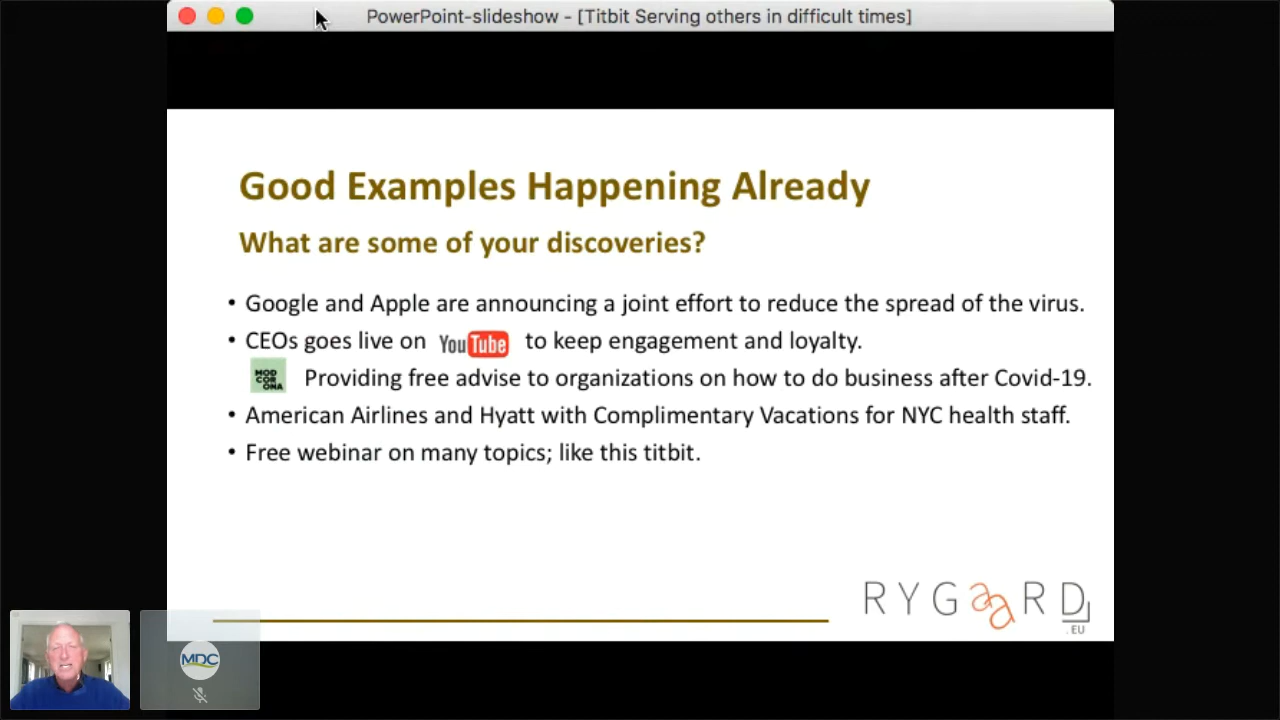 PowerPoint-slideshow - [Titbit Serving others in difficult times]
Good Examples Happening Already
What are some of your discoveries?
• Google and Apple are announcing a joint effort to reduce the spread of the virus.
• CEOs goes live on YouTube to keep engagement and loyalty.
MOD COR ONA Providing free advise to organizations on how to do business after Covid-19.
• American Airlines and Hyatt with Complimentary Vacations for NYC health staff.
• Free webinar on many topics; like this titbit.
RYGaaRD
.EU
MDC